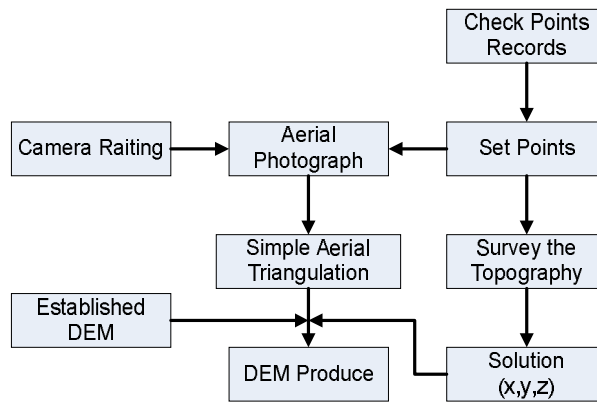 Check Points
Records
Camera Raiting
Aerial
Photograph
Set Points
Simple Aerial
Triangulation
Survey the
Topography
Established
DEM
DEM Produce
Solution
(x,y,z)